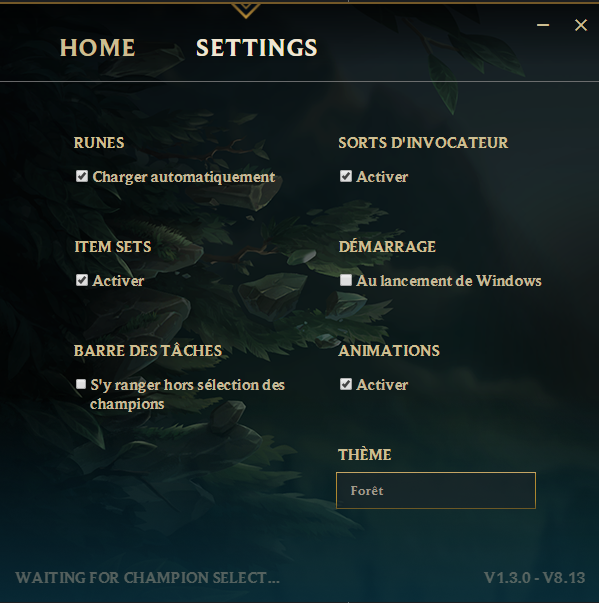 HOME
SETTINGS
RUNES
Charger automatiquement
SORTS D'INVOCATEUR
Activer
ITEM SETS
Activer
DÉMARRAGE
Au lancement de Windows
BARRE DES TÂCHES
S'y ranger hors sélection des
champions
ANIMATIONS
Activer
THÈME
Forêt
WAITING FOR CHAMPION SELECT...
V1.3.0 - V8.13